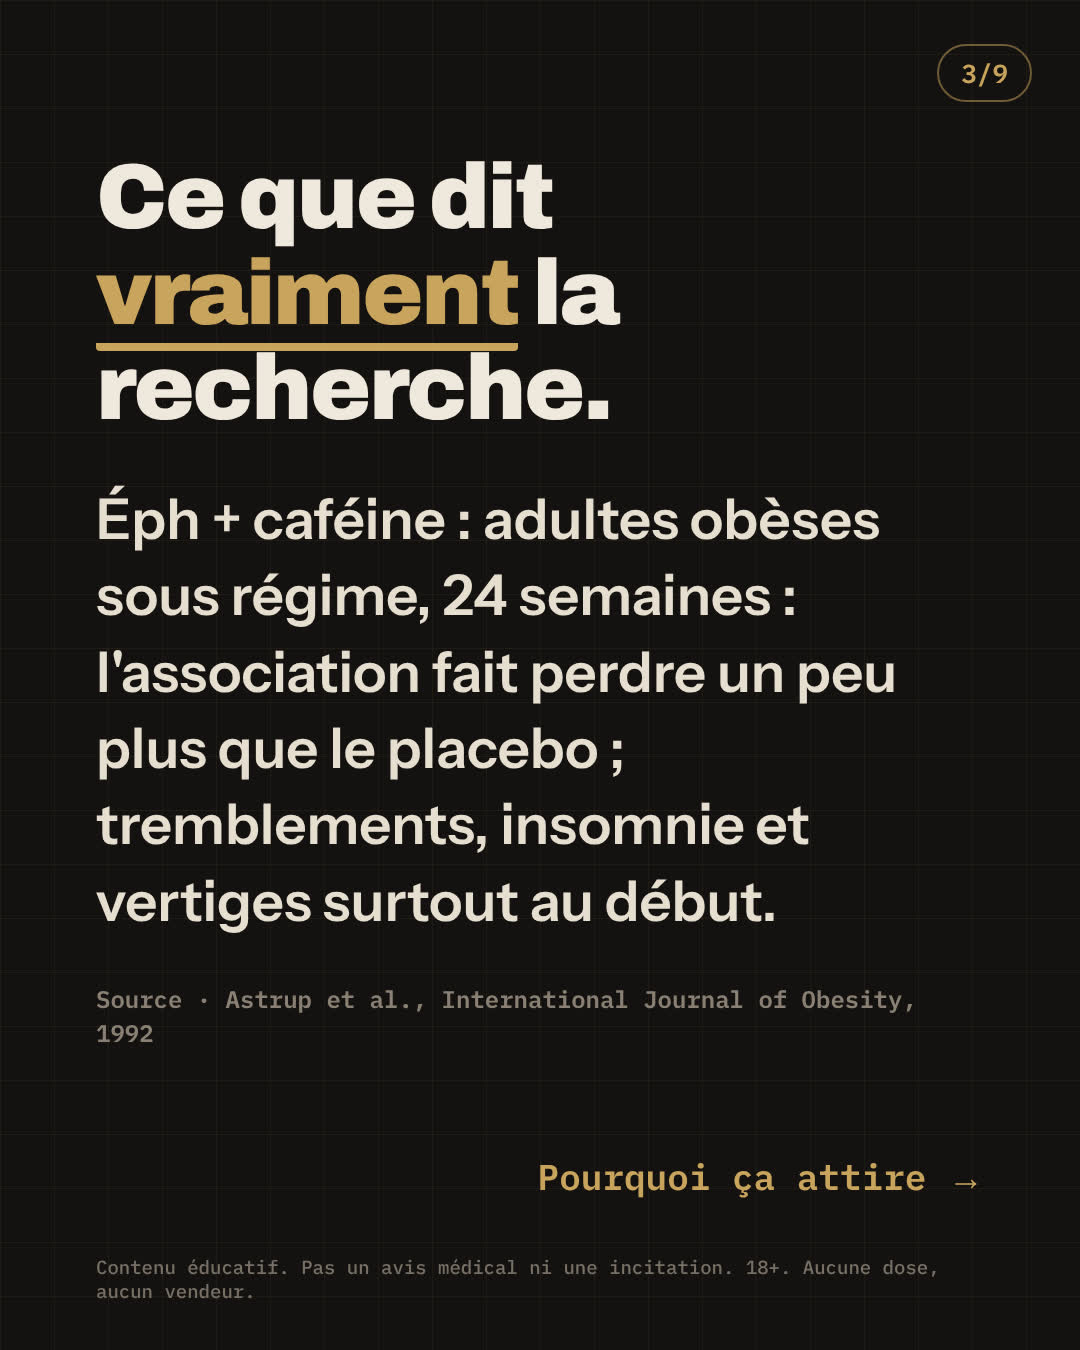 3/9
Ce que dit
vraiment la
recherche.
Éph + caféine : adultes obèses
sous régime, 24 semaines :
l'association fait perdre un peu
plus que le placebo ;
tremblements, insomnie et
vertiges surtout au début.
Source · Astrup et al., International Journal of Obesity,
1992
Pourquoi ça attire →
Contenu éducatif. Pas un avis médical ni une incitation. 18+. Aucune dose,
aucun vendeur.